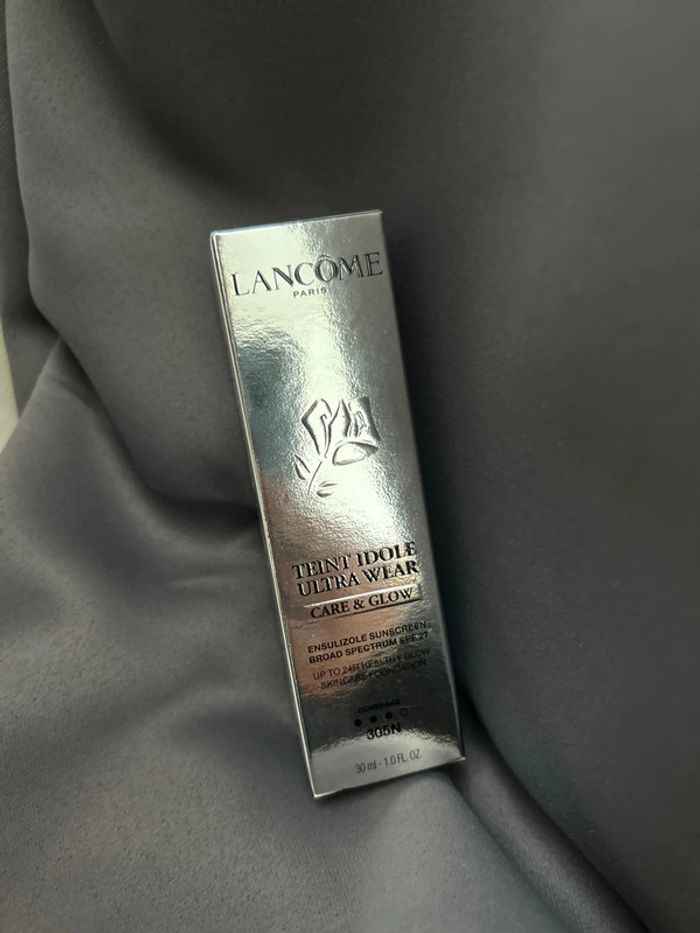 LANCÔME
PARIS
TEINT IDOLE
ULTRA WEAR
CARE & GLOW
ENSULIZOLE SUNSCREEN
BROAD SPECTRUM SPF 27
UP TO 24H HEALTHY GLOW
SKINCARE FOUNDATION
COVERAGE
305N
30 ml - 1.0 FL. OZ.